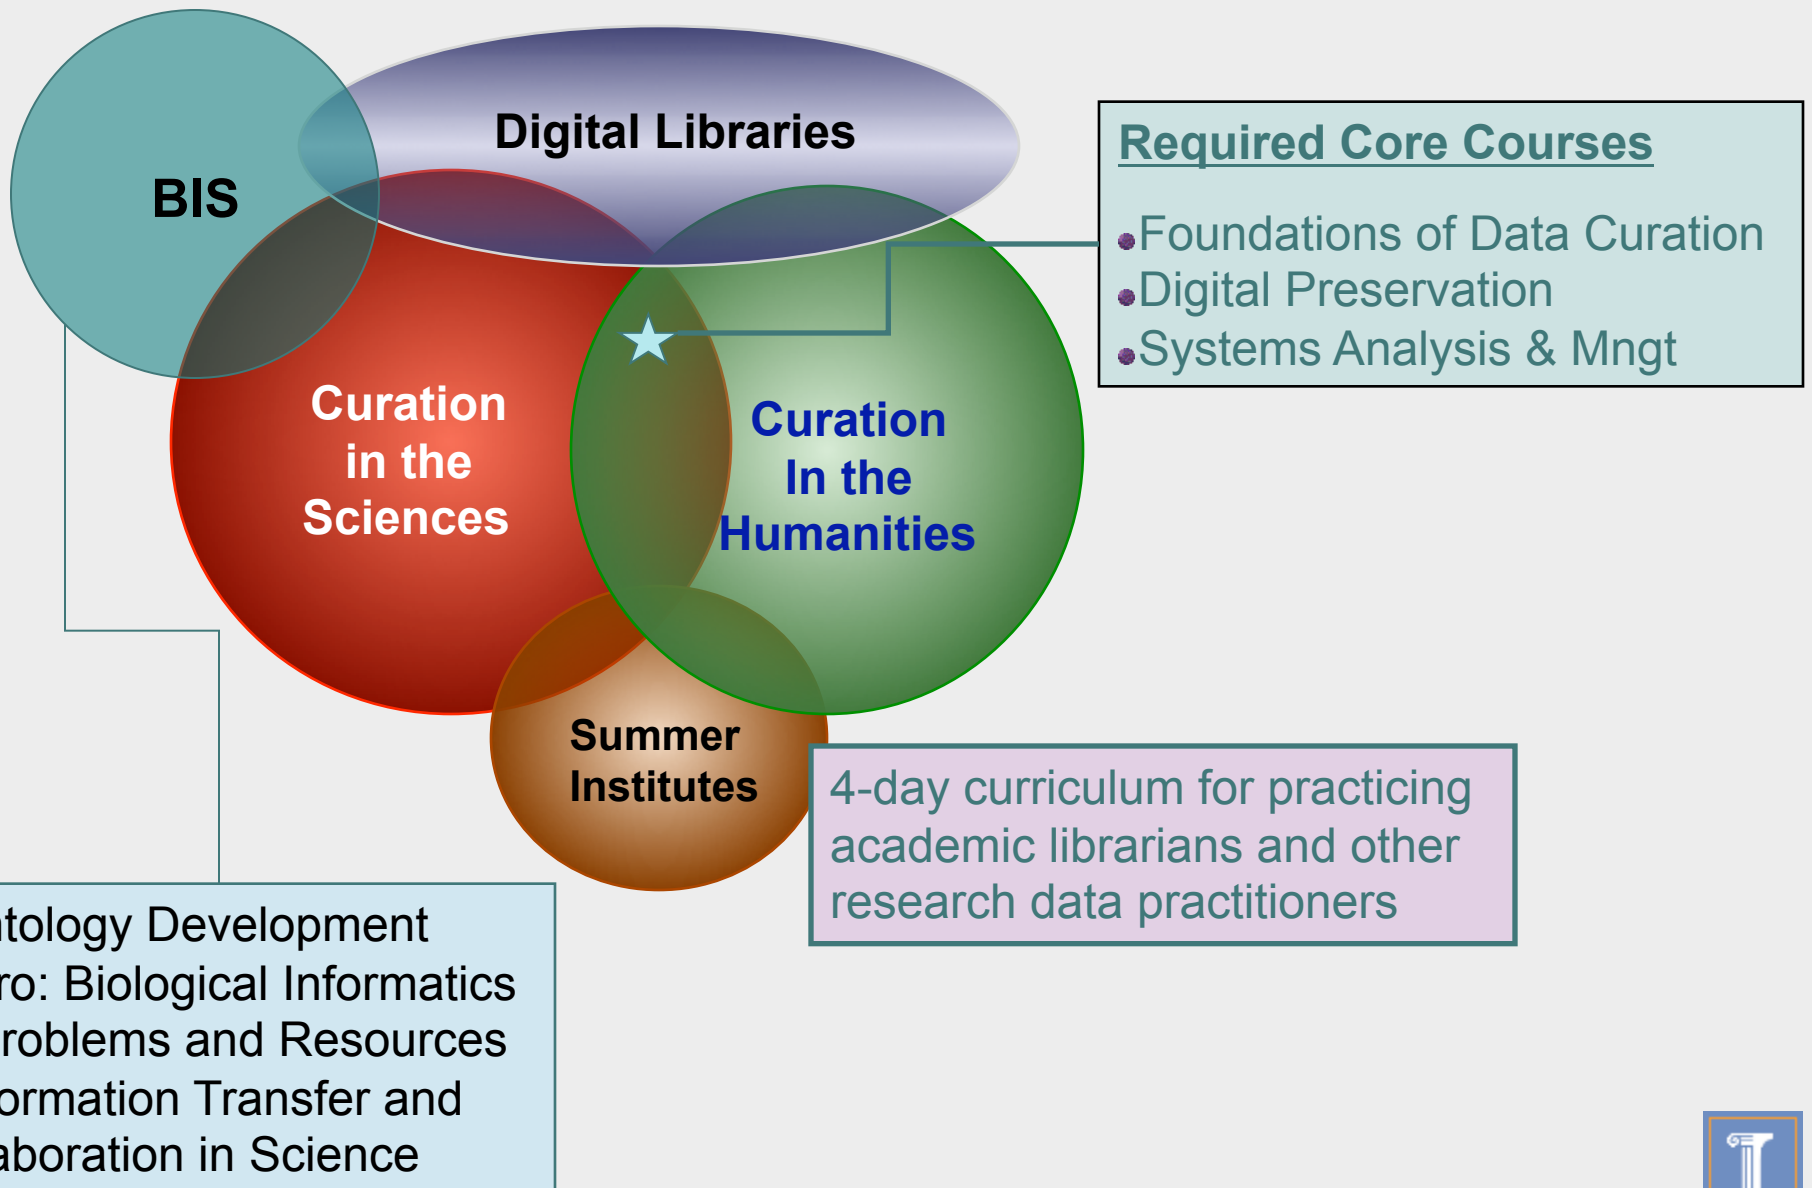 BIS
Digital Libraries
Required Core Courses
Foundations of Data Curation
Digital Preservation
Systems Analysis & Mngt
Curation
in the
Sciences
Curation
In the
Humanities
Summer
Institutes
4-day curriculum for practicing
academic librarians and other
research data practitioners
Development
Biological Informatics
and Resources
Transfer and
in Science